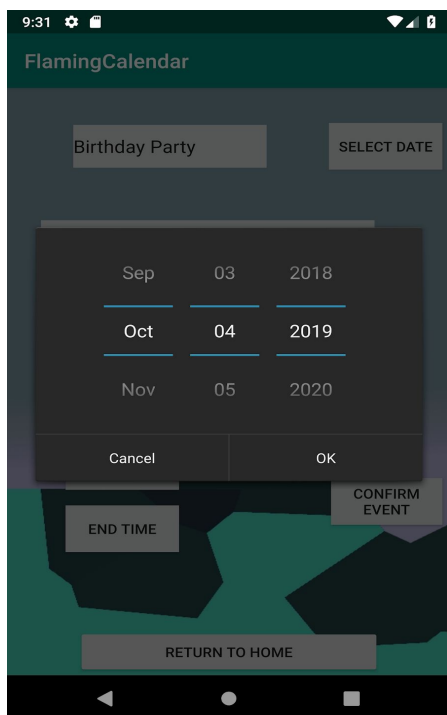 9:31
FlamingCalendar
Birthday Party
SELECT DATE
Sep 03 2018
Oct 04 2019
Nov 05 2020
Cancel OK
CONFIRM
EVENT
END TIME
RETURN TO HOME